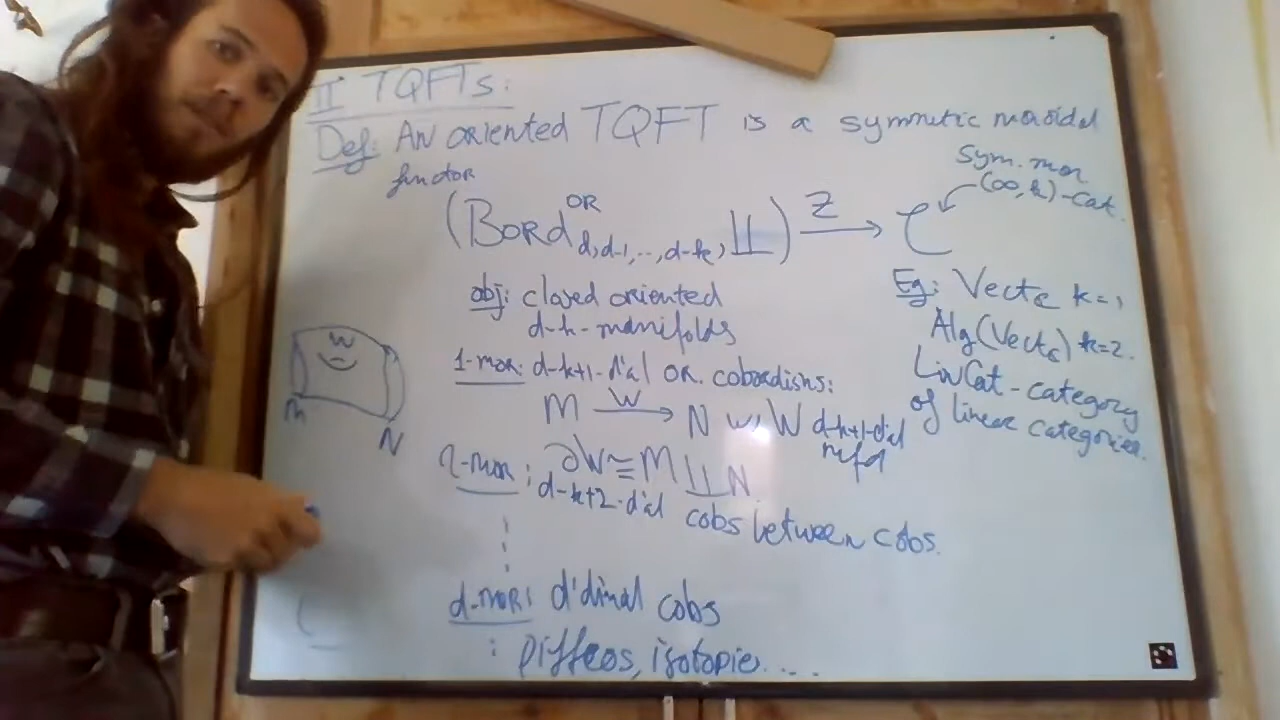 II TQFTs:
Def: An oriented TQFT is a symmetric monoidal
functor
(Bord^OR_{d,d-1,...,d-k}, ∐) —Z→ C
Sym. mon
(∞,k)-cat.
obj: closed oriented
d-k-manifolds
1-mor: d-k+1-d'al OR. cobordisms:
M —W→ N w/ W d-k+1-d'al
mfd
∂W ≅ M ∐ N
2-mor: d-k+2-d'al cobs between cobs.
d-mor: d'dimal cobs
: Diffeos, isotopies....
Eg: Vect_C k=1
Alg(Vect_C) k=2.
LinCat - category
of linear categories.
W
M
N